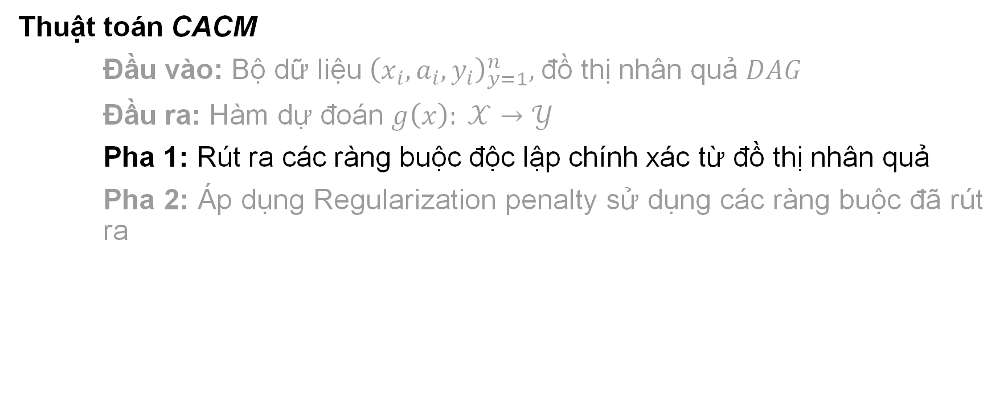 Thuật toán CACM
Đầu vào: Bộ dữ liệu $(x_i, a_i, y_i)_{y=1}^{n}$, đồ thị nhân quả $DAG$
Đầu ra: Hàm dự đoán $g(x): \mathcal{X} \rightarrow \mathcal{Y}$
Pha 1: Rút ra các ràng buộc độc lập chính xác từ đồ thị nhân quả
Pha 2: Áp dụng Regularization penalty sử dụng các ràng buộc đã rút
ra